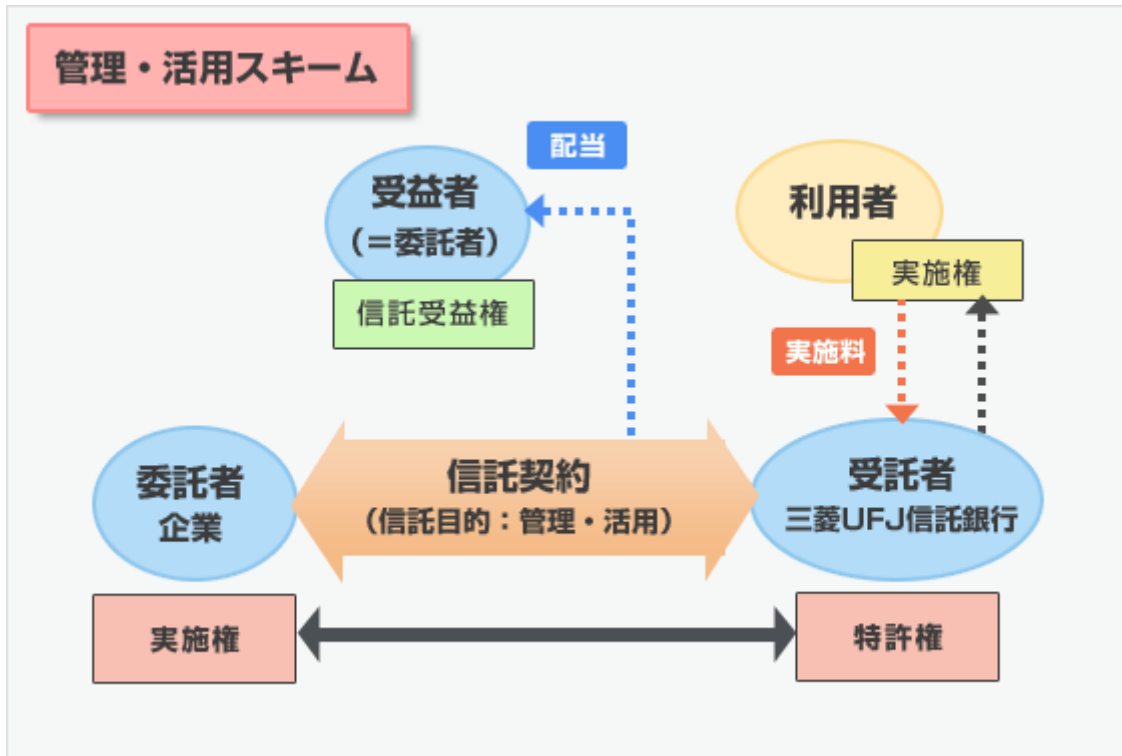 管理・活用スキーム
配当
受益者
（＝委託者）
信託受益権
利用者
実施権
実施料
委託者
企業
信託契約
（信託目的：管理・活用）
受託者
三菱UFJ信託銀行
実施権
特許権